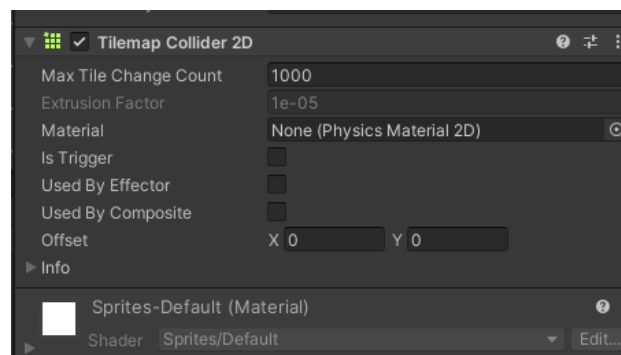 Tilemap Collider 2D
Max Tile Change Count 1000
Extrusion Factor 1e-05
Material None (Physics Material 2D)
Is Trigger
Used By Effector
Used By Composite
Offset X 0 Y 0
Info
Sprites-Default (Material)
Shader Sprites/Default Edit...